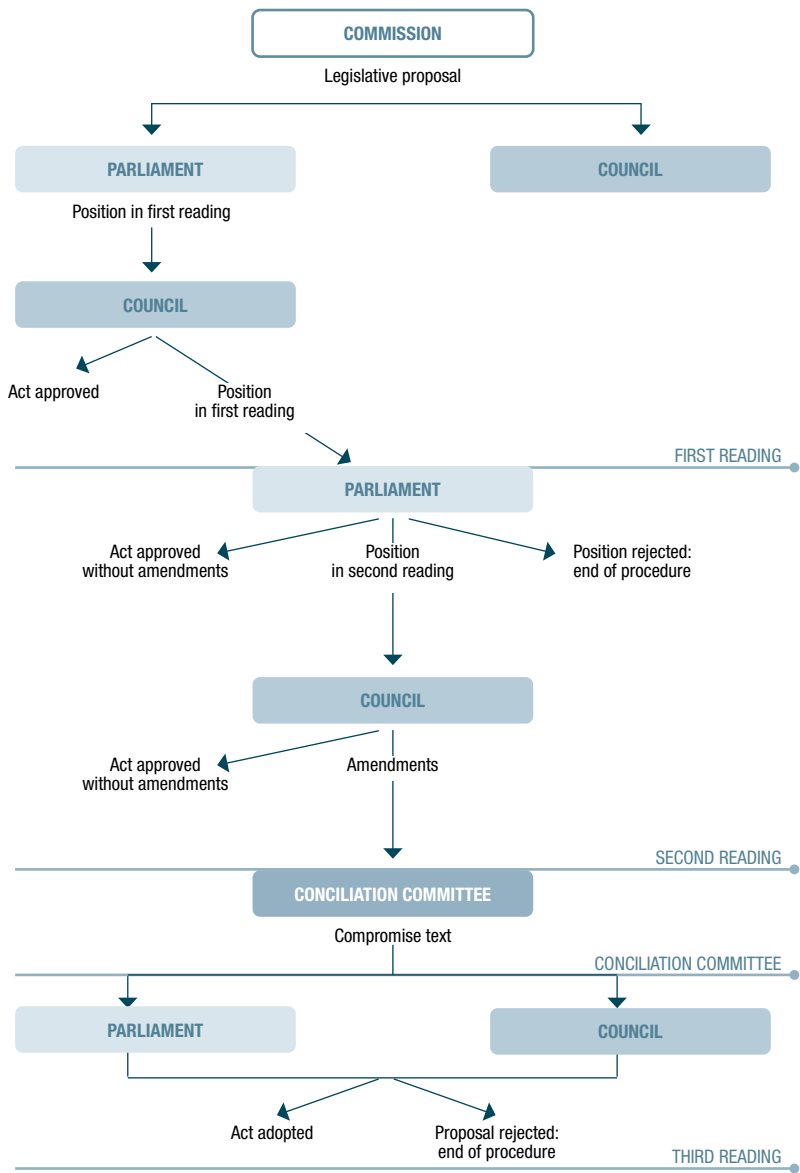 COMMISSION
Legislative proposal
PARLIAMENT
COUNCIL
Position in first reading
COUNCIL
Act approved
Position
in first reading
FIRST READING
PARLIAMENT
Act approved
without amendments
Position
in second reading
Position rejected:
end of procedure
COUNCIL
Act approved
without amendments
Amendments
SECOND READING
CONCILIATION COMMITTEE
Compromise text
CONCILIATION COMMITTEE
PARLIAMENT
COUNCIL
Act adopted
Proposal rejected:
end of procedure
THIRD READING